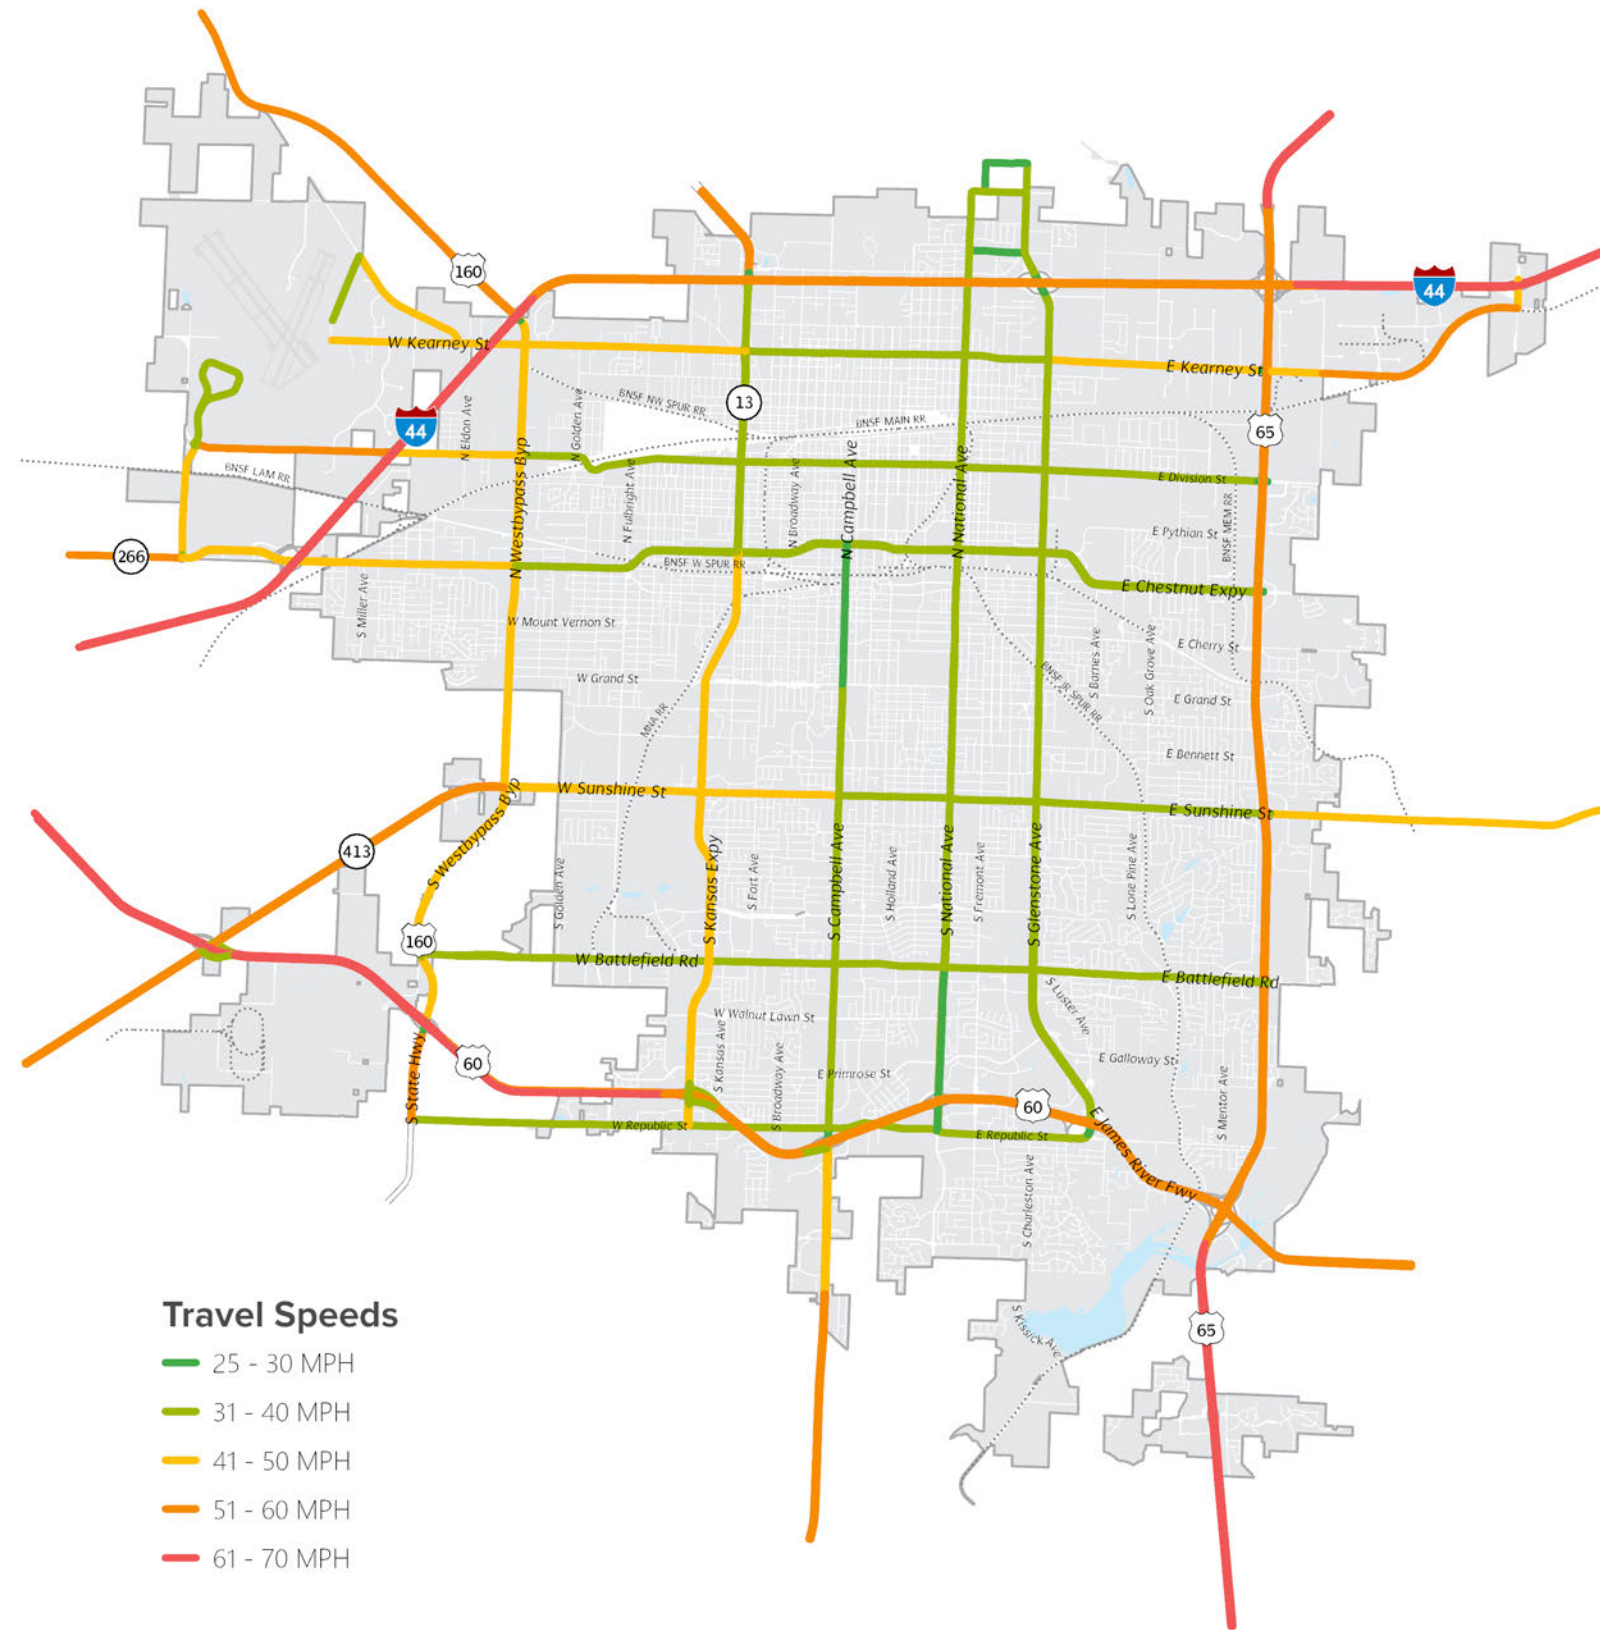 160
44
W Kearney St
E Kearney St
BNSF NW SPUR RR
13
N Eldon Ave
N Golden Ave
BNSF MAIN RR
65
44
BNSF LAM RR
N Westbypass Byp
N Fulbright Ave
N Broadway Ave
N Campbell Ave
N National Ave
E Division St
BNSF MEM RR
E Pythian St
266
BNSF W SPUR RR
E Chestnut Expy
S Miller Ave
W Mount Vernon St
E Cherry St
S Barnes Ave
S Oak Grove Ave
W Grand St
BNSF JR SPUR RR
E Grand St
MNA RR
E Bennett St
W Sunshine St
E Sunshine St
S Westbypass Byp
413
S Golden Ave
S Kansas Expy
S Fort Ave
S Campbell Ave
S Holland Ave
S National Ave
S Fremont Ave
S Glenstone Ave
S Lone Pine Ave
160
W Battlefield Rd
E Battlefield Rd
S Luster Ave
W Walnut Lawn St
S State Hwy
60
S Kansas Ave
S Broadway Ave
E Primrose St
E Galloway St
S Mentor Ave
60
W Republic St
E Republic St
E James River Fwy
S Charleston Ave
S Kissick Ave
65
Travel Speeds
25 - 30 MPH
31 - 40 MPH
41 - 50 MPH
51 - 60 MPH
61 - 70 MPH